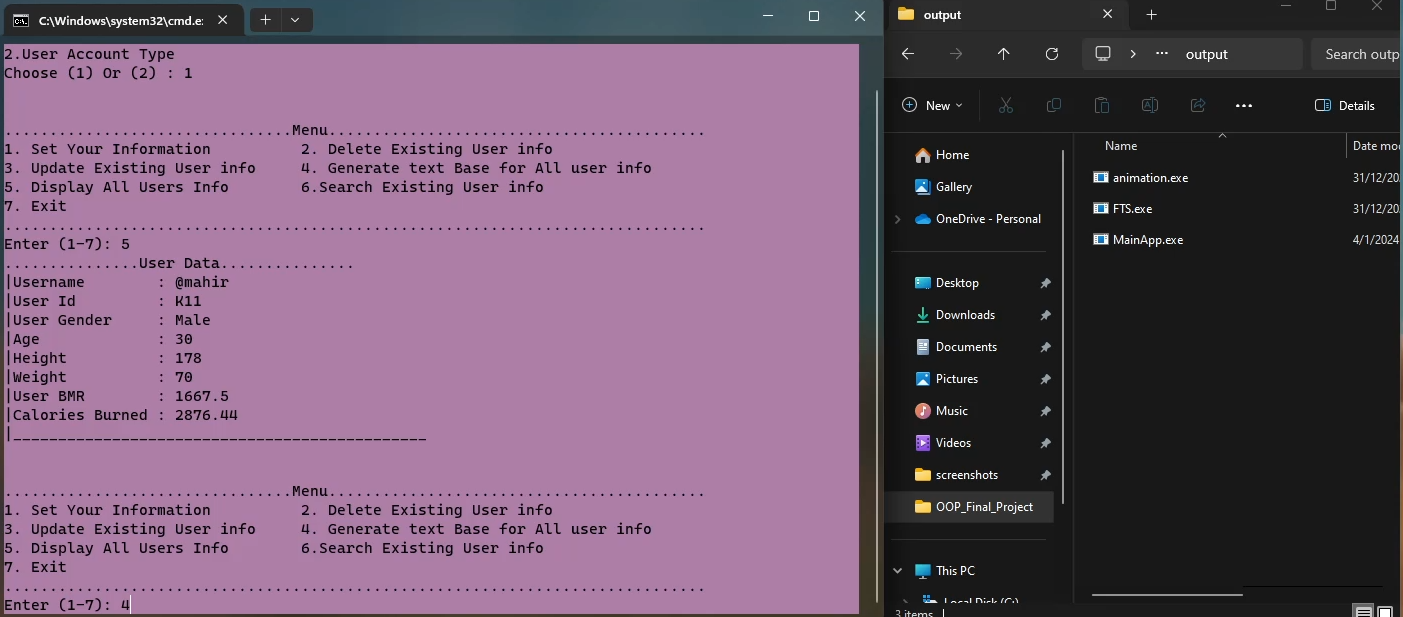 C:\Windows\system32\cmd.e:
2.User Account Type
Choose (1) Or (2) : 1
................................Menu..........................................
1. Set Your Information 2. Delete Existing User info
3. Update Existing User info 4. Generate text Base for All user info
5. Display All Users Info 6.Search Existing User info
7. Exit
..............................................................................
Enter (1-7): 5
...............User Data...............
|Username : @mahir
|User Id : K11
|User Gender : Male
|Age : 30
|Height : 178
|Weight : 70
|User BMR : 1667.5
|Calories Burned : 2876.44
|______________________________________________
................................Menu..........................................
1. Set Your Information 2. Delete Existing User info
3. Update Existing User info 4. Generate text Base for All user info
5. Display All Users Info 6.Search Existing User info
7. Exit
..............................................................................
Enter (1-7): 4
output
output
Search outp
New
Details
Home
Gallery
OneDrive - Personal
Desktop
Downloads
Documents
Pictures
Music
Videos
screenshots
OOP_Final_Project
This PC
Local Disk (C:)
Name Date mo
animation.exe 31/12/20
FTS.exe 31/12/20
MainApp.exe 4/1/2024
3 items